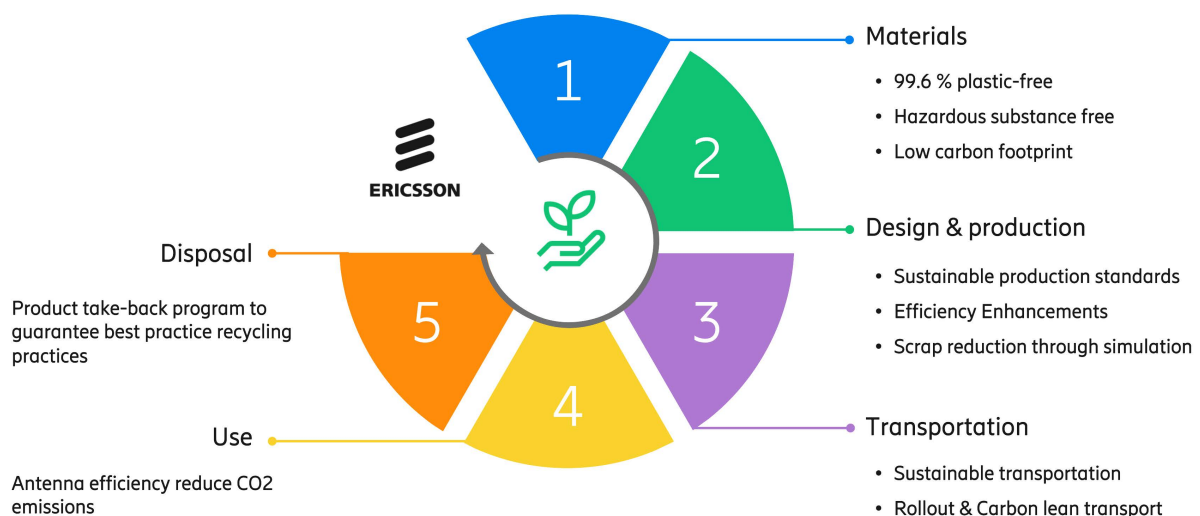 1
Materials
• 99.6 % plastic-free
• Hazardous substance free
• Low carbon footprint
2
Design & production
• Sustainable production standards
• Efficiency Enhancements
• Scrap reduction through simulation
3
Transportation
• Sustainable transportation
• Rollout & Carbon lean transport
4
Use
Antenna efficiency reduce CO2
emissions
5
Disposal
Product take-back program to
guarantee best practice recycling
practices
ERICSSON